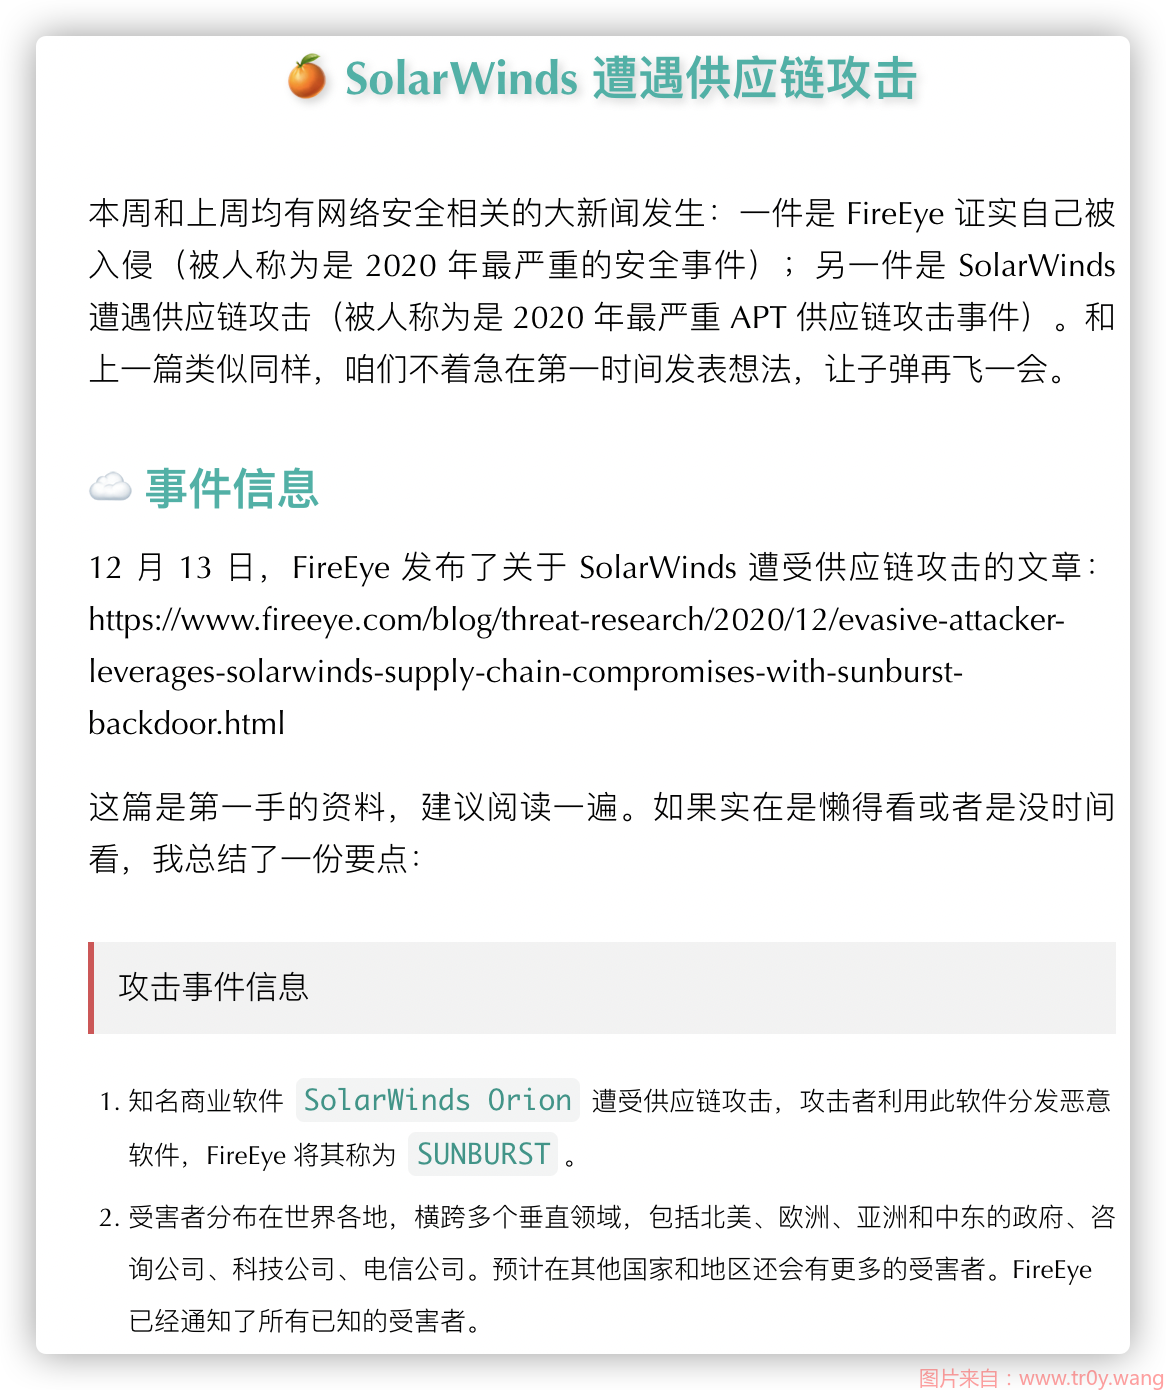 🍊 SolarWinds 遭遇供应链攻击
本周和上周均有网络安全相关的大新闻发生：一件是 FireEye 证实自己被
入侵（被人称为是 2020 年最严重的安全事件）；另一件是 SolarWinds
遭遇供应链攻击（被人称为是 2020 年最严重 APT 供应链攻击事件）。和
上一篇类似同样，咱们不着急在第一时间发表想法，让子弹再飞一会。
☁️ 事件信息
12 月 13 日，FireEye 发布了关于 SolarWinds 遭受供应链攻击的文章：
https://www.fireeye.com/blog/threat-research/2020/12/evasive-attacker-
leverages-solarwinds-supply-chain-compromises-with-sunburst-
backdoor.html
这篇是第一手的资料，建议阅读一遍。如果实在是懒得看或者是没时间
看，我总结了一份要点：
攻击事件信息
1. 知名商业软件 SolarWinds Orion 遭受供应链攻击，攻击者利用此软件分发恶意
软件，FireEye 将其称为 SUNBURST 。
2. 受害者分布在世界各地，横跨多个垂直领域，包括北美、欧洲、亚洲和中东的政府、咨
询公司、科技公司、电信公司。预计在其他国家和地区还会有更多的受害者。FireEye
已经通知了所有已知的受害者。
图片来自：www.tr0y.wang